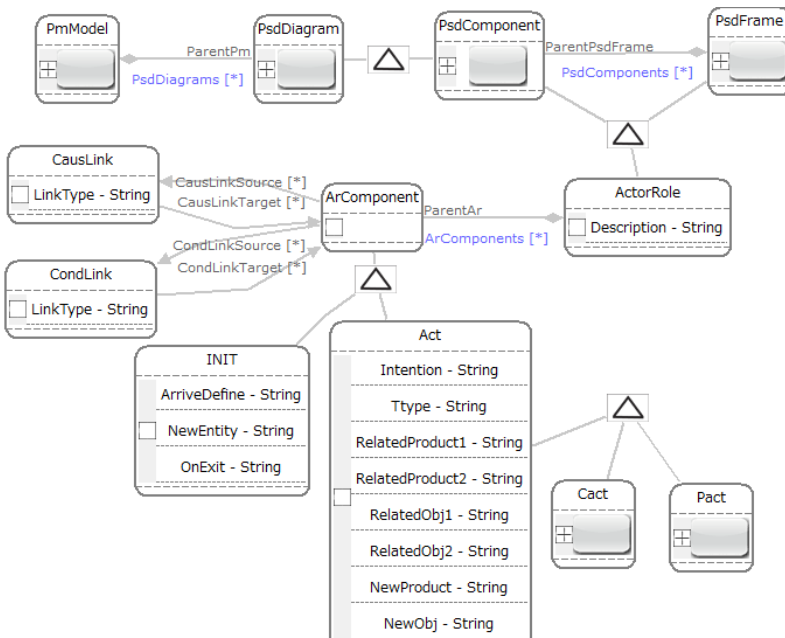 PmModel
PsdDiagram
PsdComponent
PsdFrame
ParentPm
PsdDiagrams [*]
ParentPsdFrame
PsdComponents [*]
CausLink
LinkType - String
CausLinkSource [*]
CausLinkTarget [*]
ArComponent
ParentAr
ArComponents [*]
ActorRole
Description - String
CondLinkSource [*]
CondLinkTarget [*]
CondLink
LinkType - String
INIT
ArriveDefine - String
NewEntity - String
OnExit - String
Act
Intention - String
Ttype - String
RelatedProduct1 - String
RelatedProduct2 - String
RelatedObj1 - String
RelatedObj2 - String
NewProduct - String
NewObj - String
Cact
Pact